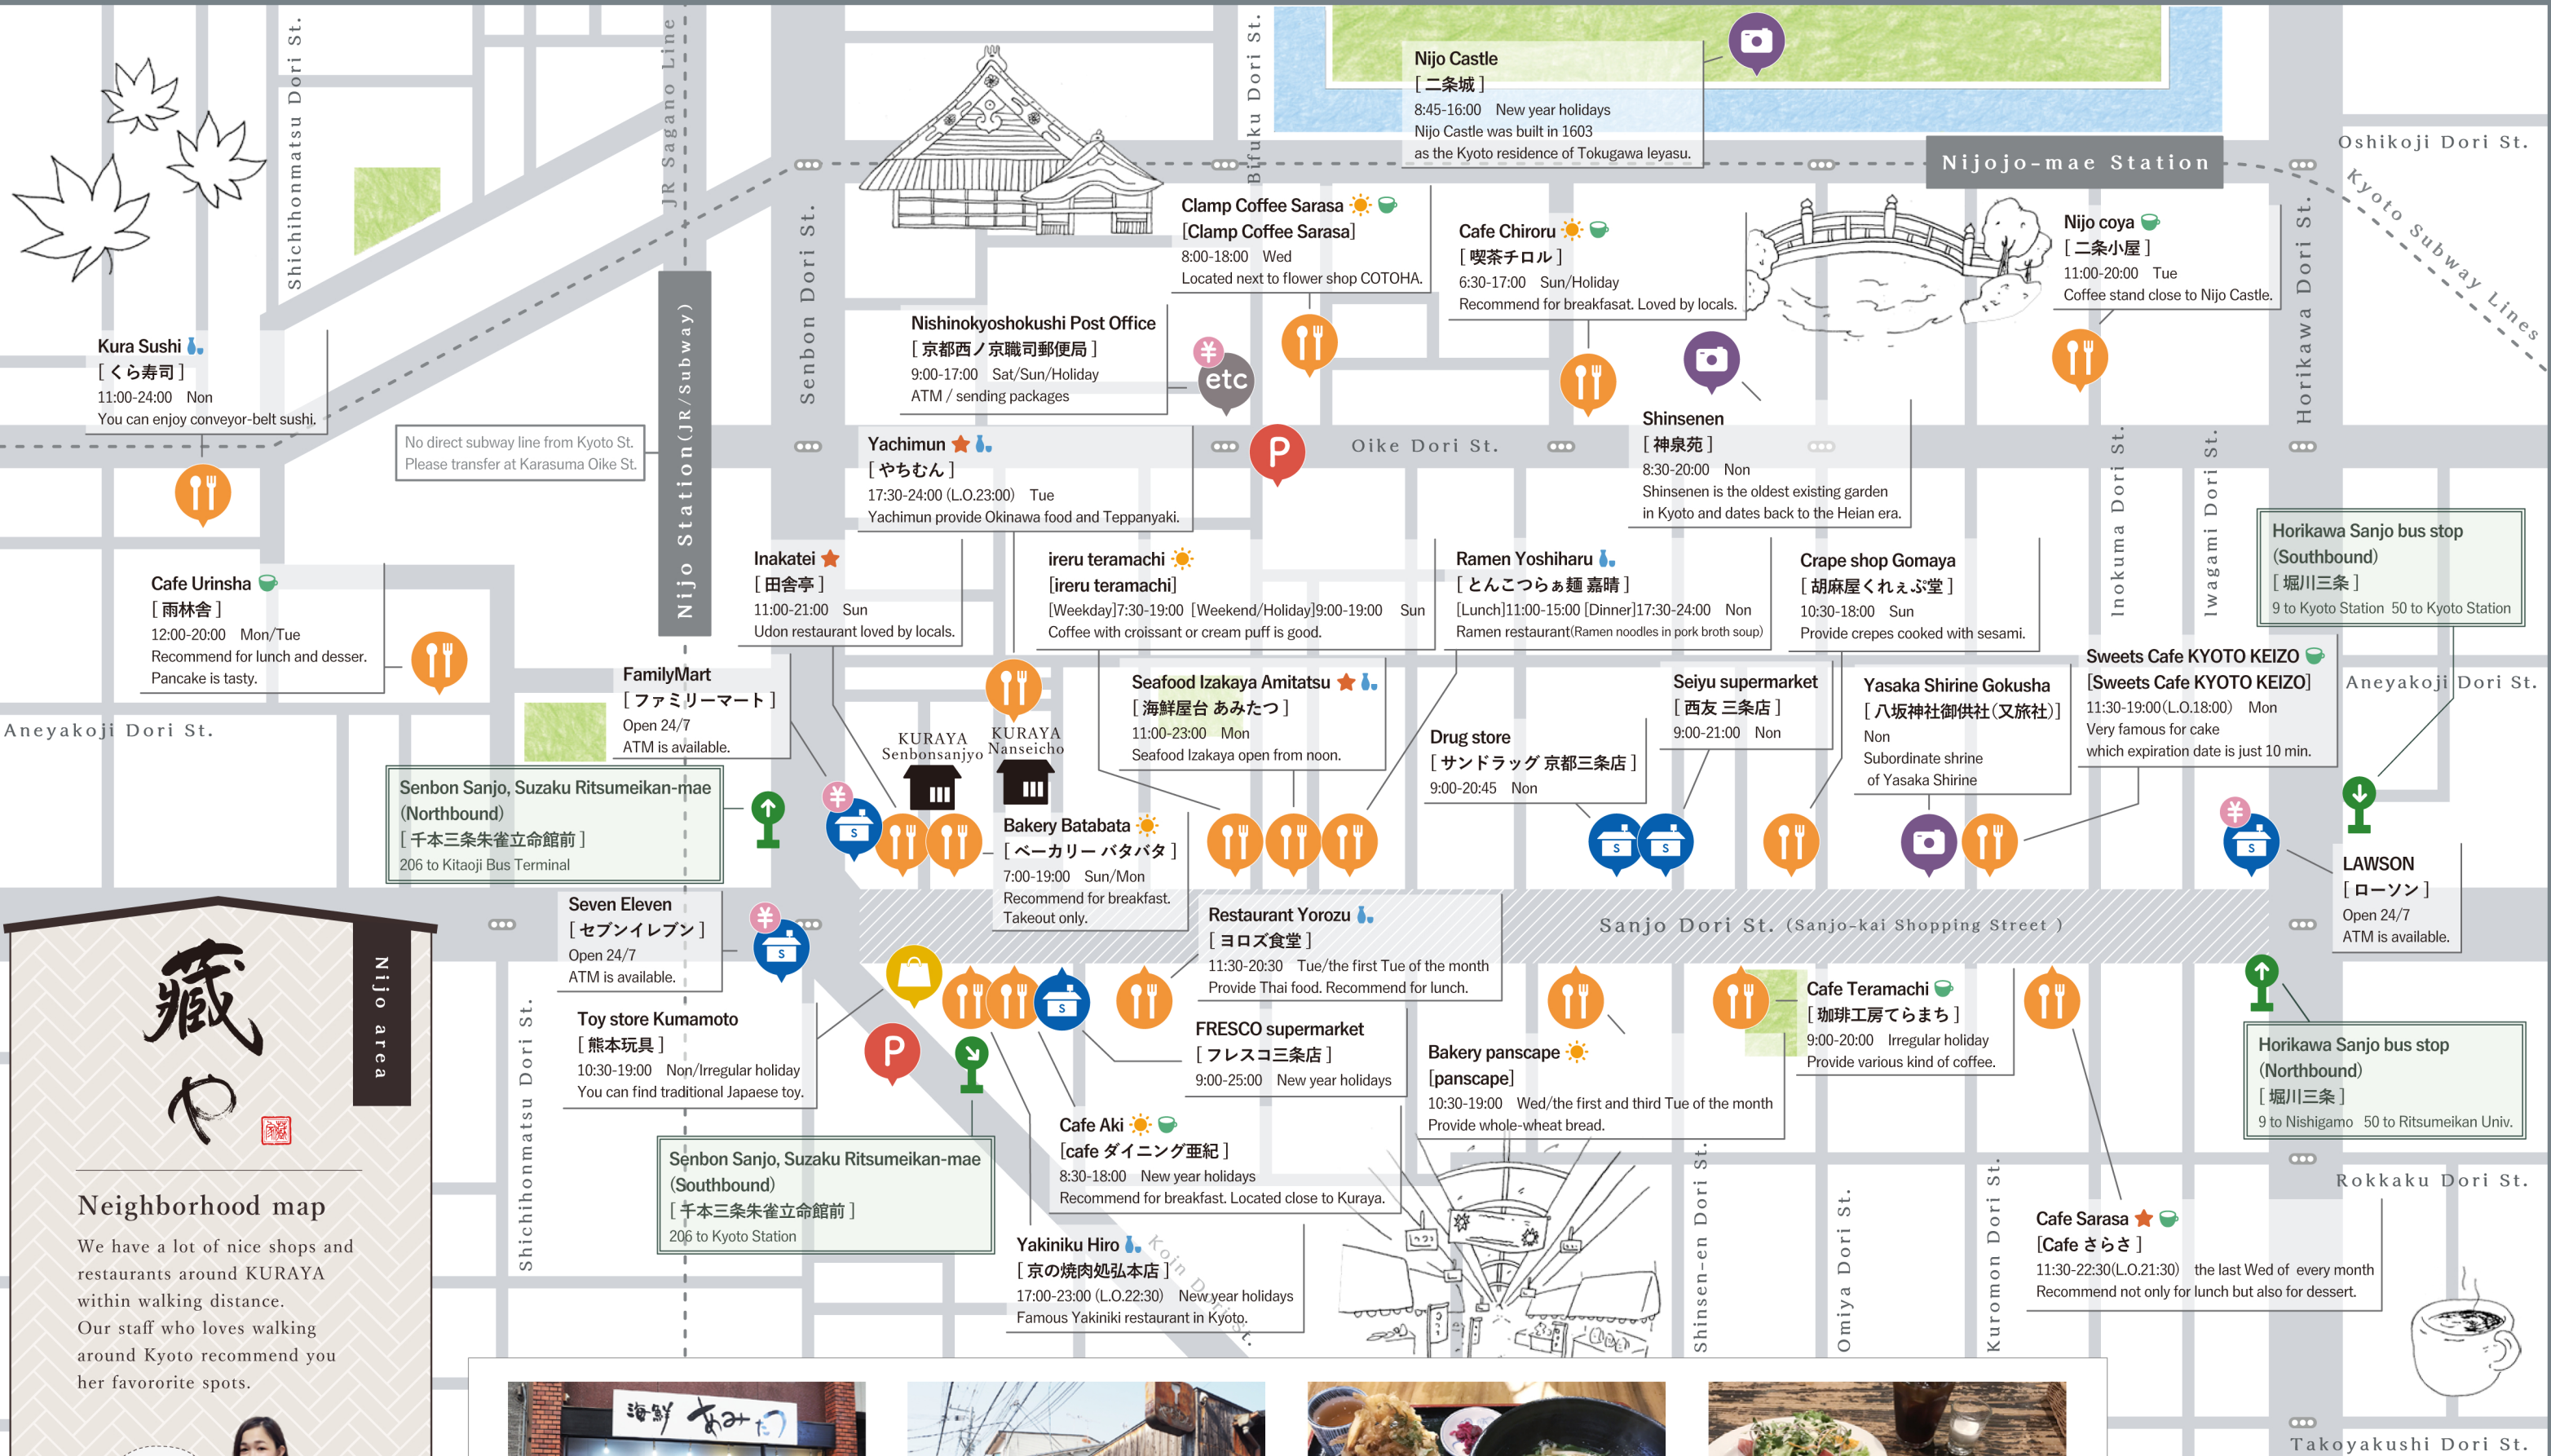 Shichihonmatsu Dori St.
JR Sagano Line
Bifuku Dori St.
Nijo Castle
[ 二条城 ]
8:45-16:00 New year holidays
Nijo Castle was built in 1603
as the Kyoto residence of Tokugawa Ieyasu.
Nijojo-mae Station
Oshikoji Dori St.
Kyoto Subway Lines
Senbon Dori St.
Horikawa Dori St.
Clamp Coffee Sarasa
[Clamp Coffee Sarasa]
8:00-18:00 Wed
Located next to flower shop COTOHA.
Cafe Chiroru
[ 喫茶チロル ]
6:30-17:00 Sun/Holiday
Recommend for breakfasat. Loved by locals.
Nijo coya
[ 二条小屋 ]
11:00-20:00 Tue
Coffee stand close to Nijo Castle.
Nishinokyoshokushi Post Office
[ 京都西ノ京職司郵便局 ]
9:00-17:00 Sat/Sun/Holiday
ATM / sending packages
¥
etc
Kura Sushi
[ くら寿司 ]
11:00-24:00 Non
You can enjoy conveyor-belt sushi.
No direct subway line from Kyoto St.
Please transfer at Karasuma Oike St.
Nijo Station(JR/Subway)
Yachimun
[ やちむん ]
17:30-24:00 (L.O.23:00) Tue
Yachimun provide Okinawa food and Teppanyaki.
P
Oike Dori St.
Shinsenen
[ 神泉苑 ]
8:30-20:00 Non
Shinsenen is the oldest existing garden
in Kyoto and dates back to the Heian era.
Inokuma Dori St.
Iwagami Dori St.
Horikawa Sanjo bus stop
(Southbound)
[ 堀川三条 ]
9 to Kyoto Station 50 to Kyoto Station
Cafe Urinsha
[ 雨林舎 ]
12:00-20:00 Mon/Tue
Recommend for lunch and desser.
Pancake is tasty.
Inakatei
[ 田舎亭 ]
11:00-21:00 Sun
Udon restaurant loved by locals.
ireru teramachi
[ireru teramachi]
[Weekday]7:30-19:00 [Weekend/Holiday]9:00-19:00 Sun
Coffee with croissant or cream puff is good.
Ramen Yoshiharu
[ とんこつらぁ麺 嘉晴 ]
[Lunch]11:00-15:00 [Dinner]17:30-24:00 Non
Ramen restaurant(Ramen noodles in pork broth soup)
Crape shop Gomaya
[ 胡麻屋くれぇぷ堂 ]
10:30-18:00 Sun
Provide crepes cooked with sesami.
FamilyMart
[ ファミリーマート ]
Open 24/7
ATM is available.
Aneyakoji Dori St.
KURAYA
Senbonsanjyo
KURAYA
Nanseicho
Seafood Izakaya Amitatsu
[ 海鮮屋台 あみたつ ]
11:00-23:00 Mon
Seafood Izakaya open from noon.
Drug store
[ サンドラッグ 京都三条店 ]
9:00-20:45 Non
Seiyu supermarket
[ 西友 三条店 ]
9:00-21:00 Non
Yasaka Shirine Gokusha
[ 八坂神社御供社(又旅社)]
Non
Subordinate shrine
of Yasaka Shirine
Sweets Cafe KYOTO KEIZO
[Sweets Cafe KYOTO KEIZO]
11:30-19:00(L.O.18:00) Mon
Very famous for cake
which expiration date is just 10 min.
Aneyakoji Dori St.
Senbon Sanjo, Suzaku Ritsumeikan-mae
(Northbound)
[ 千本三条朱雀立命館前 ]
206 to Kitaoji Bus Terminal
¥
S
Bakery Batabata
[ ベーカリー バタバタ ]
7:00-19:00 Sun/Mon
Recommend for breakfast.
Takeout only.
S
S
¥
S
LAWSON
[ ローソン ]
Open 24/7
ATM is available.
Seven Eleven
[ セブンイレブン ]
Open 24/7
ATM is available.
¥
S
Restaurant Yorozu
[ ヨロズ食堂 ]
11:30-20:30 Tue/the first Tue of the month
Provide Thai food. Recommend for lunch.
Sanjo Dori St. (Sanjo-kai Shopping Street )
Toy store Kumamoto
[ 熊本玩具 ]
10:30-19:00 Non/Irregular holiday
You can find traditional Japaese toy.
P
S
FRESCO supermarket
[ フレスコ三条店 ]
9:00-25:00 New year holidays
Bakery panscape
[panscape]
10:30-19:00 Wed/the first and third Tue of the month
Provide whole-wheat bread.
Cafe Teramachi
[ 珈琲工房てらまち ]
9:00-20:00 Irregular holiday
Provide various kind of coffee.
Horikawa Sanjo bus stop
(Northbound)
[ 堀川三条 ]
9 to Nishigamo 50 to Ritsumeikan Univ.
Senbon Sanjo, Suzaku Ritsumeikan-mae
(Southbound)
[ 千本三条朱雀立命館前 ]
206 to Kyoto Station
Cafe Aki
[cafe ダイニング亜紀 ]
8:30-18:00 New year holidays
Recommend for breakfast. Located close to Kuraya.
Yakiniku Hiro
[ 京の焼肉処弘本店 ]
17:00-23:00 (L.O.22:30) New year holidays
Famous Yakiniki restaurant in Kyoto.
Koin Dori St.
Shichihonmatsu Dori St.
Shinsen-en Dori St.
Omiya Dori St.
Kuromon Dori St.
Rokkaku Dori St.
Cafe Sarasa
[Cafe さらさ ]
11:30-22:30(L.O.21:30) the last Wed of every month
Recommend not only for lunch but also for dessert.
Takoyakushi Dori St.
藏や
Nijo area
Neighborhood map
We have a lot of nice shops and
restaurants around KURAYA
within walking distance.
Our staff who loves walking
around Kyoto recommend you
her favororite spots.
海鮮 あみたつ